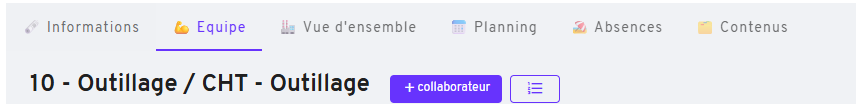 Informations Equipe Vue d'ensemble Planning Absences Contenus
10 - Outillage / CHT - Outillage + collaborateur